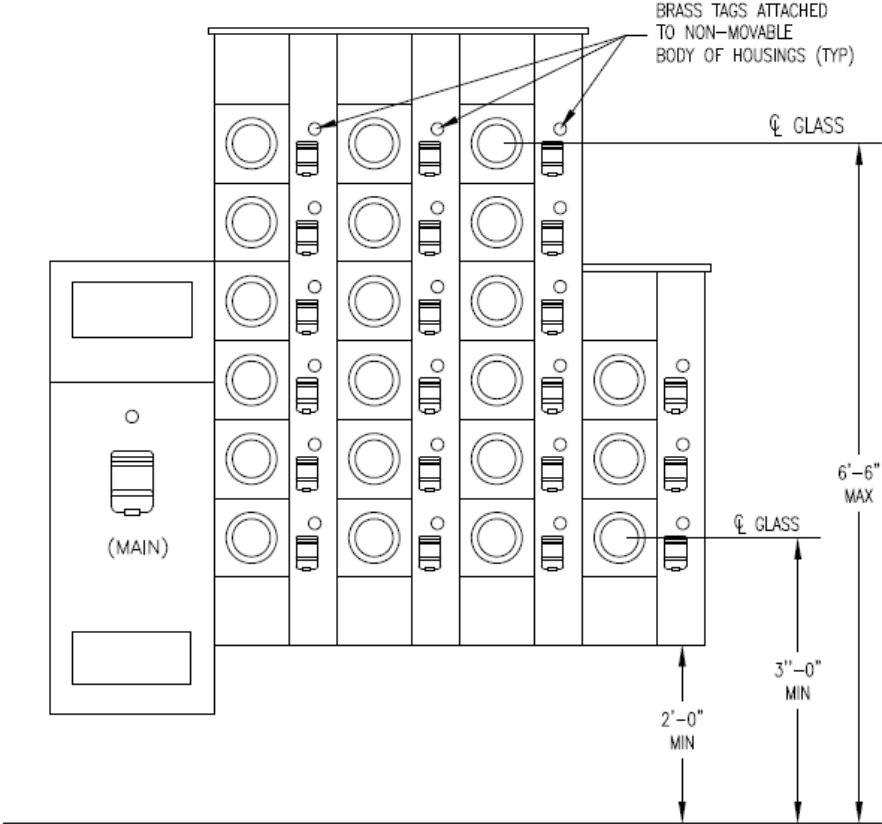 BRASS TAGS ATTACHED
TO NON-MOVABLE
BODY OF HOUSINGS (TYP)
℄ GLASS
6'-6"
MAX
℄ GLASS
(MAIN)
3"-0"
MIN
2'-0"
MIN